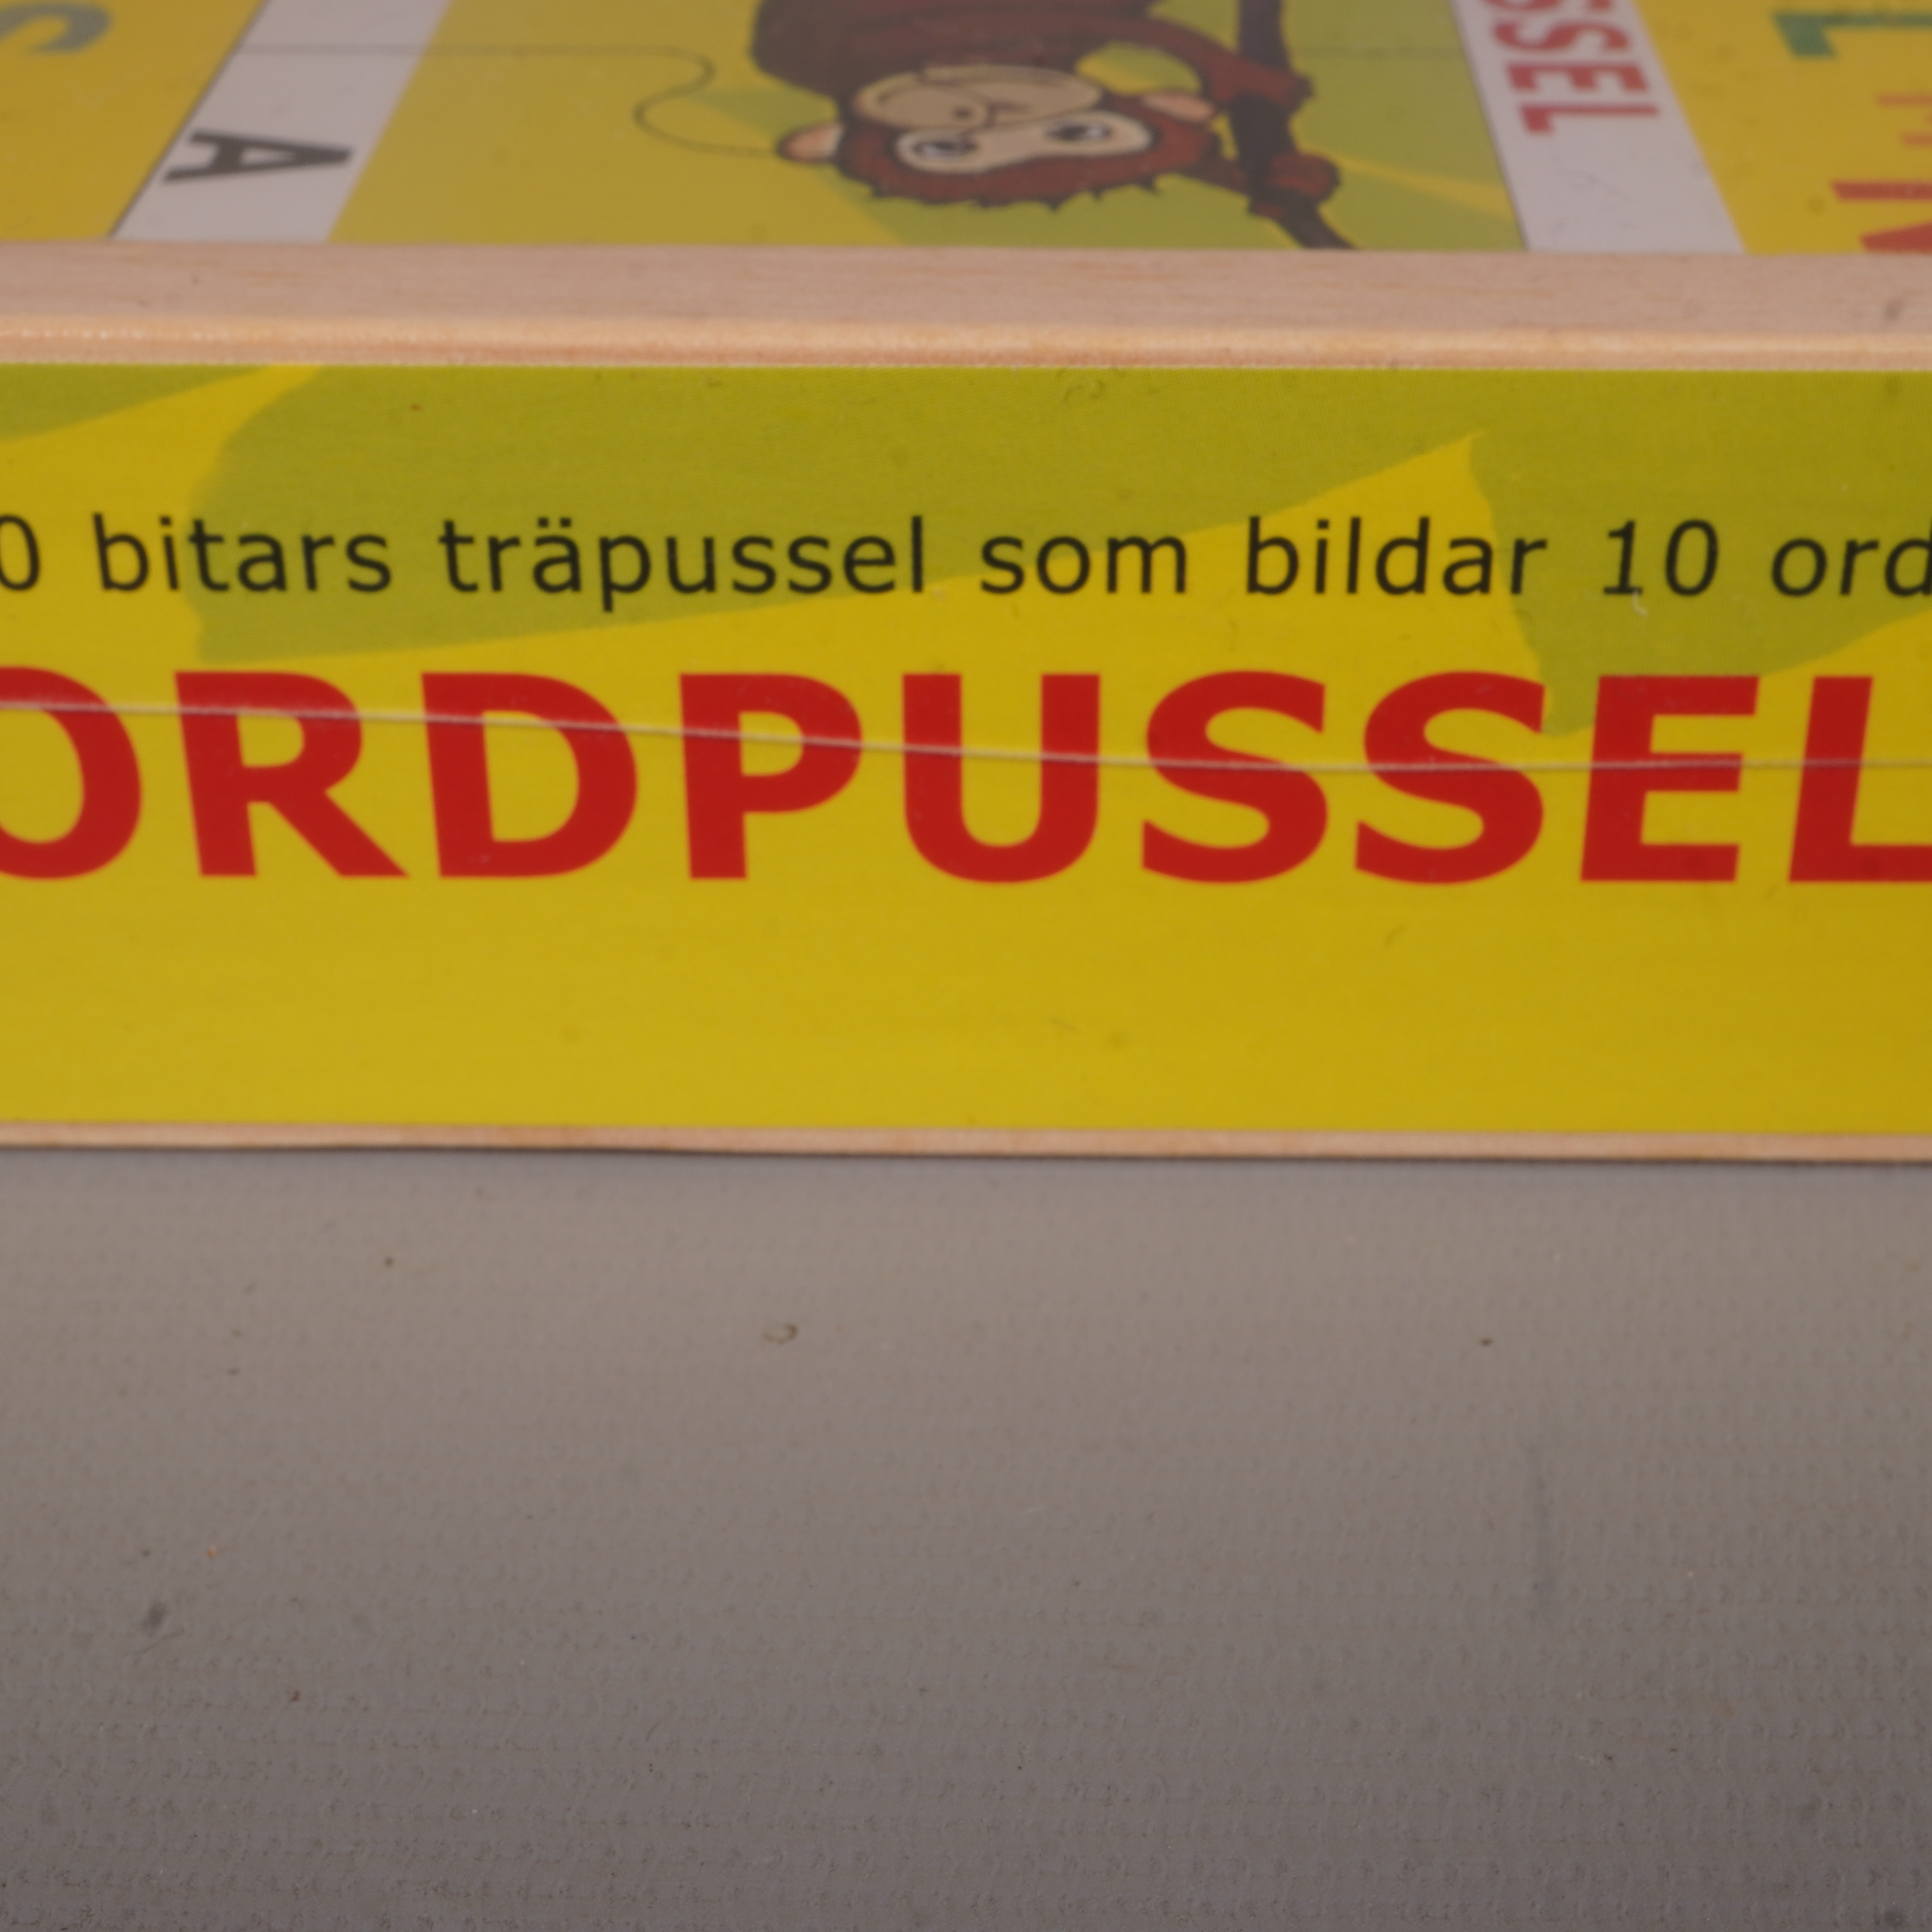 A
SSEL
0 bitars träpussel som bildar 10 ord
ORDPUSSEL